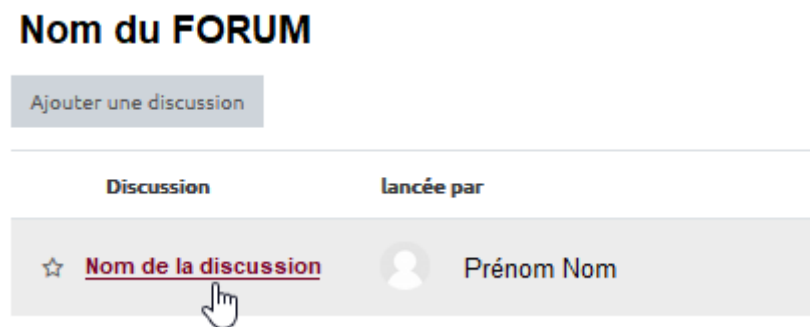 Nom du FORUM
Ajouter une discussion
Discussion lancée par
Nom de la discussion Prénom Nom